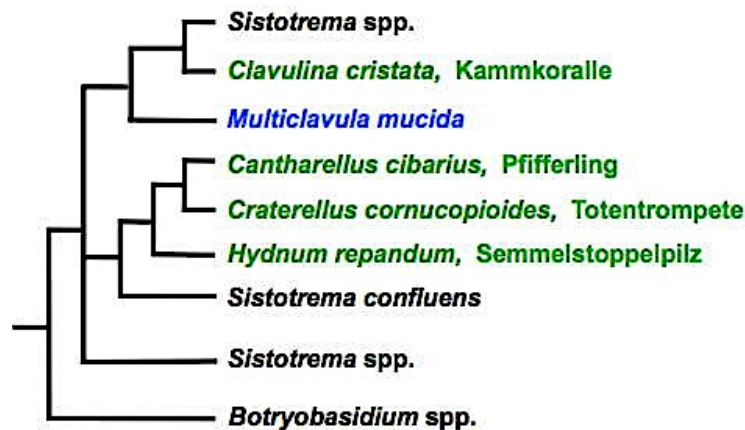 Sistotrema spp.
Clavulina cristata, Kammkoralle
Multiclavula mucida
Cantharellus cibarius, Pfifferling
Craterellus cornucopioides, Totentrompete
Hydnum repandum, Semmelstoppelpilz
Sistotrema confluens
Sistotrema spp.
Botryobasidium spp.